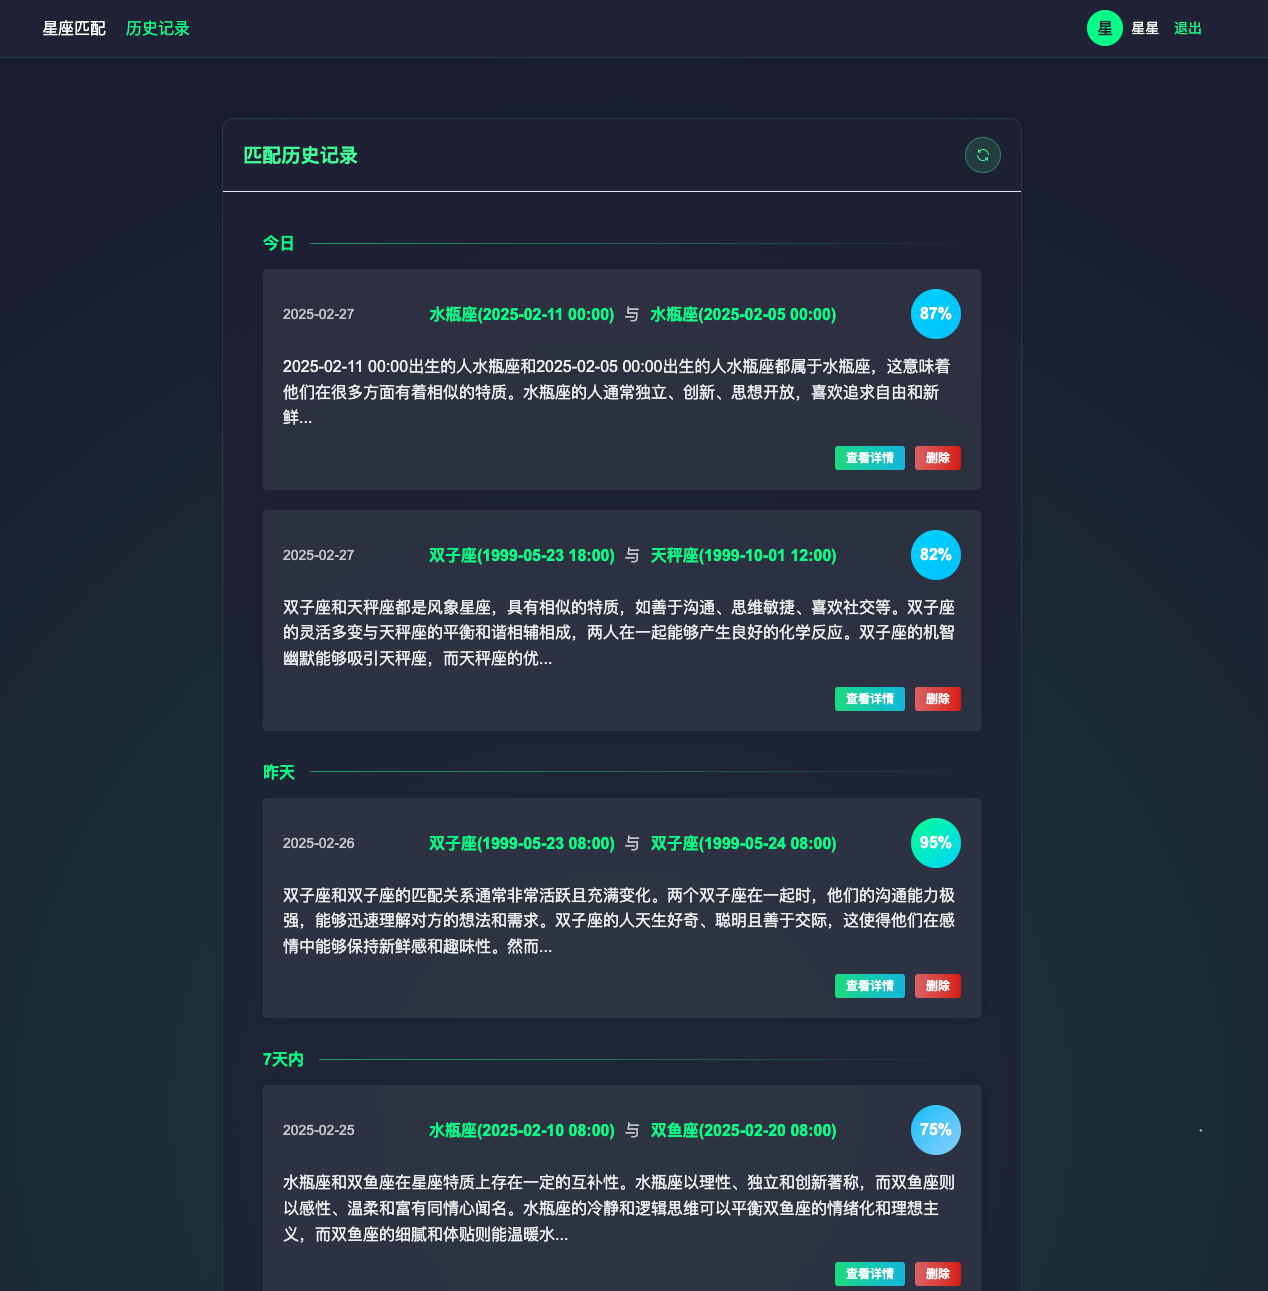 星座匹配 历史记录 星 星星 退出
匹配历史记录
今日
2025-02-27 水瓶座(2025-02-11 00:00) 与 水瓶座(2025-02-05 00:00) 87%
2025-02-11 00:00出生的人水瓶座和2025-02-05 00:00出生的人水瓶座都属于水瓶座，这意味着
他们在很多方面有着相似的特质。水瓶座的人通常独立、创新、思想开放，喜欢追求自由和新
鲜...
查看详情 删除
2025-02-27 双子座(1999-05-23 18:00) 与 天秤座(1999-10-01 12:00) 82%
双子座和天秤座都是风象星座，具有相似的特质，如善于沟通、思维敏捷、喜欢社交等。双子座
的灵活多变与天秤座的平衡和谐相辅相成，两人在一起能够产生良好的化学反应。双子座的机智
幽默能够吸引天秤座，而天秤座的优...
查看详情 删除
昨天
2025-02-26 双子座(1999-05-23 08:00) 与 双子座(1999-05-24 08:00) 95%
双子座和双子座的匹配关系通常非常活跃且充满变化。两个双子座在一起时，他们的沟通能力极
强，能够迅速理解对方的想法和需求。双子座的人天生好奇、聪明且善于交际，这使得他们在感
情中能够保持新鲜感和趣味性。然而...
查看详情 删除
7天内
2025-02-25 水瓶座(2025-02-10 08:00) 与 双鱼座(2025-02-20 08:00) 75%
水瓶座和双鱼座在星座特质上存在一定的互补性。水瓶座以理性、独立和创新著称，而双鱼座则
以感性、温柔和富有同情心闻名。水瓶座的冷静和逻辑思维可以平衡双鱼座的情绪化和理想主
义，而双鱼座的细腻和体贴则能温暖水...
查看详情 删除